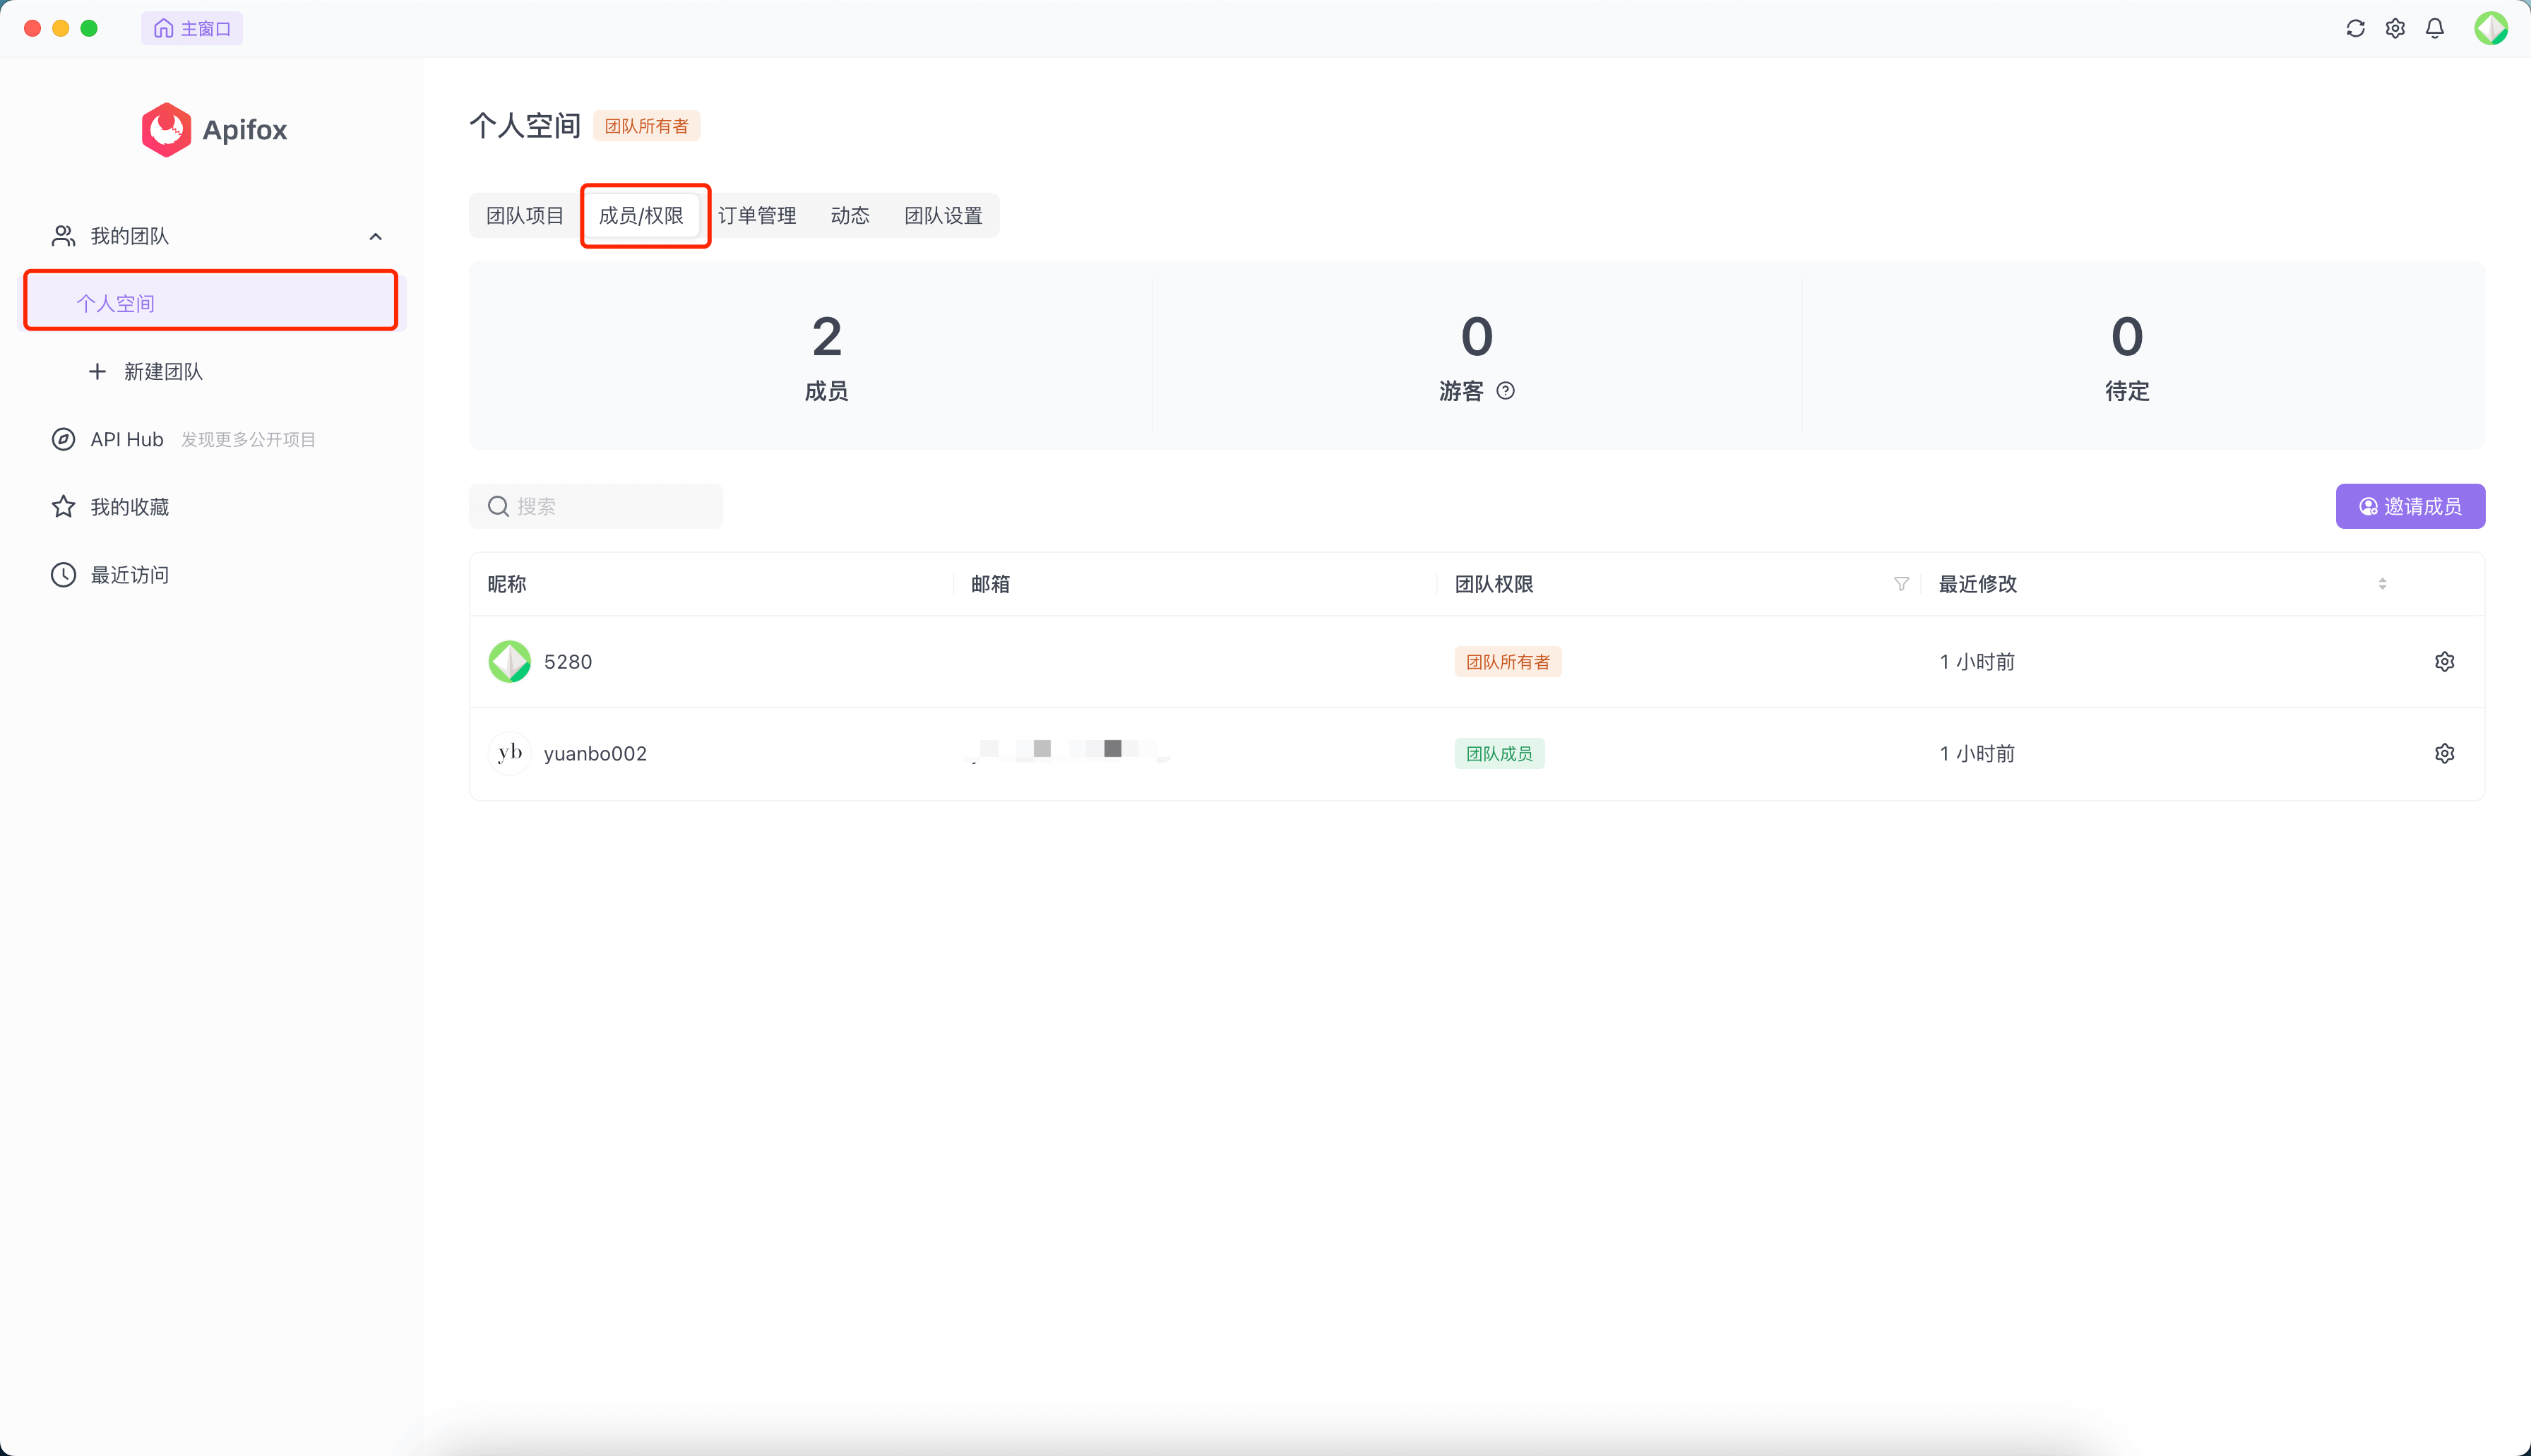 主窗口
Apifox
我的团队
个人空间
新建团队
API Hub 发现更多公开项目
我的收藏
最近访问
个人空间 团队所有者
团队项目 成员/权限 订单管理 动态 团队设置
2 0 0
成员 游客 待定
搜索 邀请成员
昵称 邮箱 团队权限 最近修改
5280 团队所有者 1 小时前
yb yuanbo002 团队成员 1 小时前